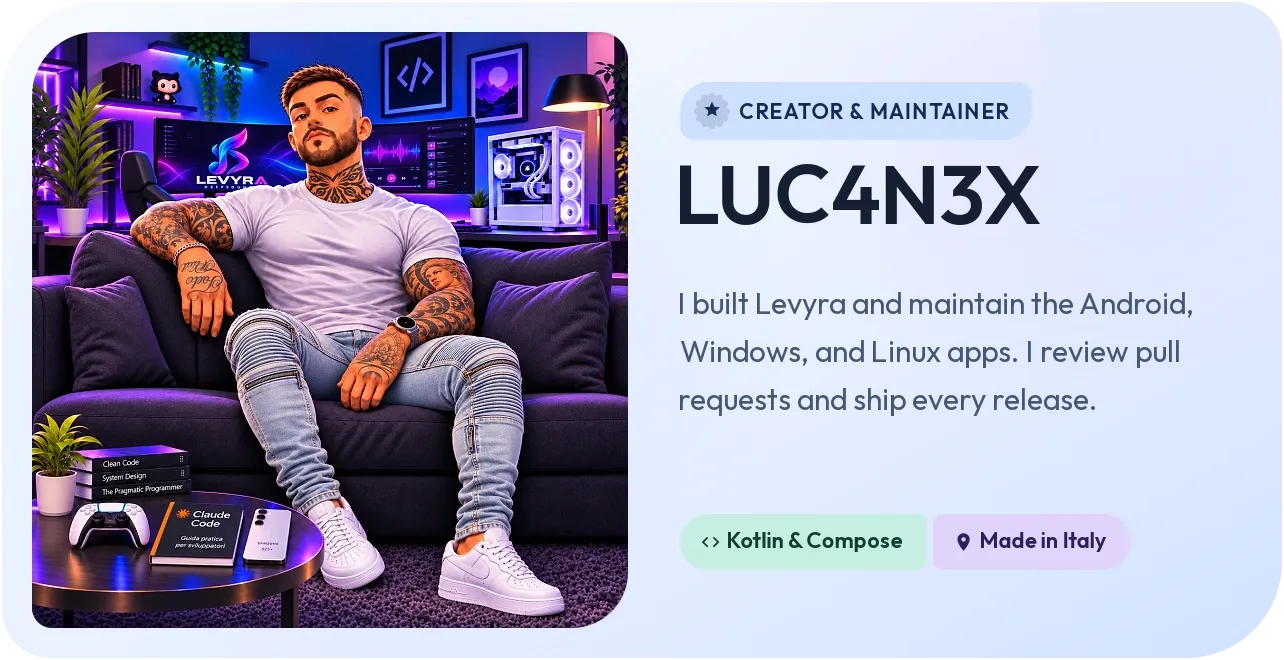 CREATOR & MAINTAINER
LUC4N3X
I built Levyra and maintain the Android,
Windows, and Linux apps. I review pull
requests and ship every release.
Kotlin & Compose
Made in Italy
</>
LEVYRA
Clean Code
System Design
The Pragmatic Programmer
Claude
Code
Guida pratica
per sviluppatori
SAMSUNG
S25+